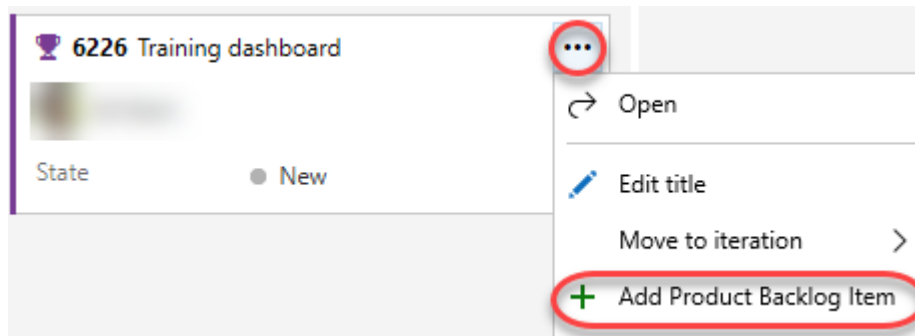 6226 Training dashboard
Open
State
New
Edit title
Move to iteration
Add Product Backlog Item